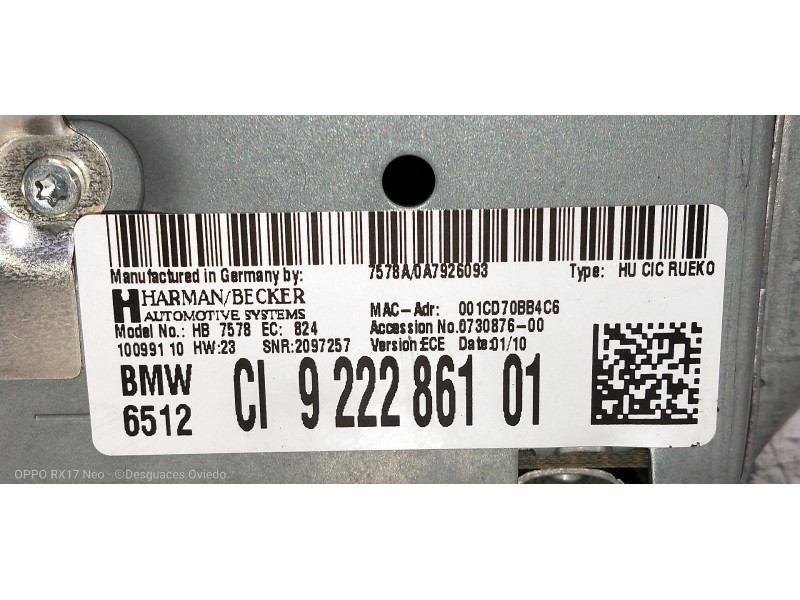 7578A/0A7926093
Manufactured in Germany by:
Type: HU CIC RUEKO
HARMAN/BECKER
AUTOMOTIVE SYSTEMS
MAC-Adr: 001CD70BB4C6
Model No.: HB 7578 EC: 824
Accession No.0730876-00
10099110 HW:23 SNR:2097257
Version:ECE Date:01/10
BMW
6512
CI 9 222 861 01
OPPO RX17 Neo · ©Desguaces Oviedo.